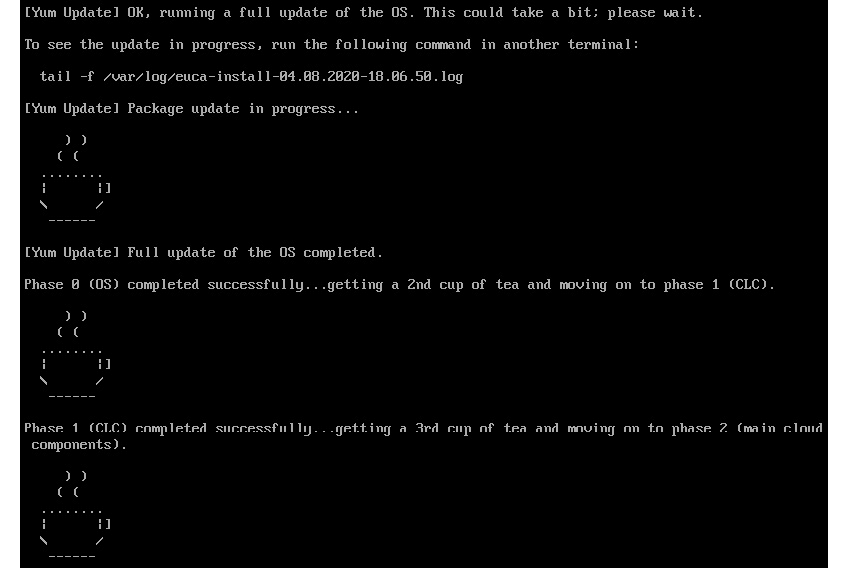 [Yum Update] OK, running a full update of the OS. This could take a bit; please wait.
To see the update in progress, run the following command in another terminal:
  tail -f /var/log/euca-install-04.08.2020-18.06.50.log
[Yum Update] Package update in progress...
     ) )
    ( (
  ........
  ¦      ¦]
  \      /
   ------
[Yum Update] Full update of the OS completed.
Phase 0 (OS) completed successfully...getting a 2nd cup of tea and moving on to phase 1 (CLC).
     ) )
    ( (
  ........
  ¦      ¦]
  \      /
   ------
Phase 1 (CLC) completed successfully...getting a 3rd cup of tea and moving on to phase 2 (main cloud
 components).
     ) )
    ( (
  ........
  ¦      ¦]
  \      /
   ------